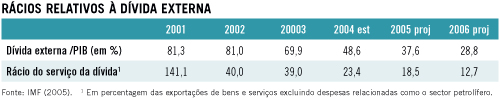 RÁCIOS RELATIVOS À DÍVIDA EXTERNA
2001 2002 20003 2004 est 2005 proj 2006 proj
Dívida externa /PIB (em %) 81,3 81,0 69,9 48,6 37,6 28,8
Rácio do serviço da dívida¹ 141,1 40,0 39,0 23,4 18,5 12,7
Fonte: IMF (2005). ¹ Em percentagem das exportações de bens e serviços excluindo despesas relacionadas como o sector petrolífero.